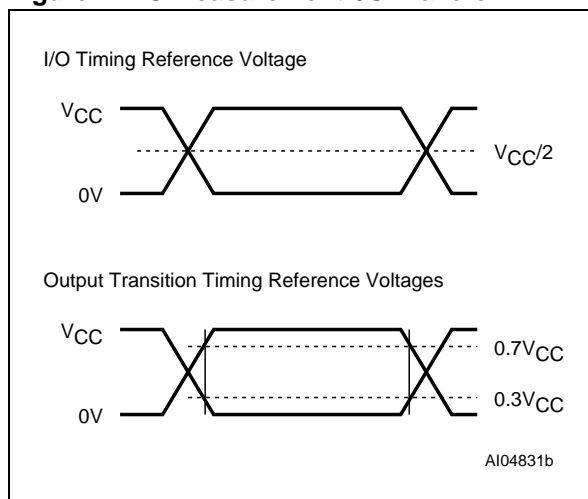 I/O Timing Reference Voltage
VCC
VCC/2
0V
Output Transition Timing Reference Voltages
VCC
0.7VCC
0.3VCC
0V
AI04831b